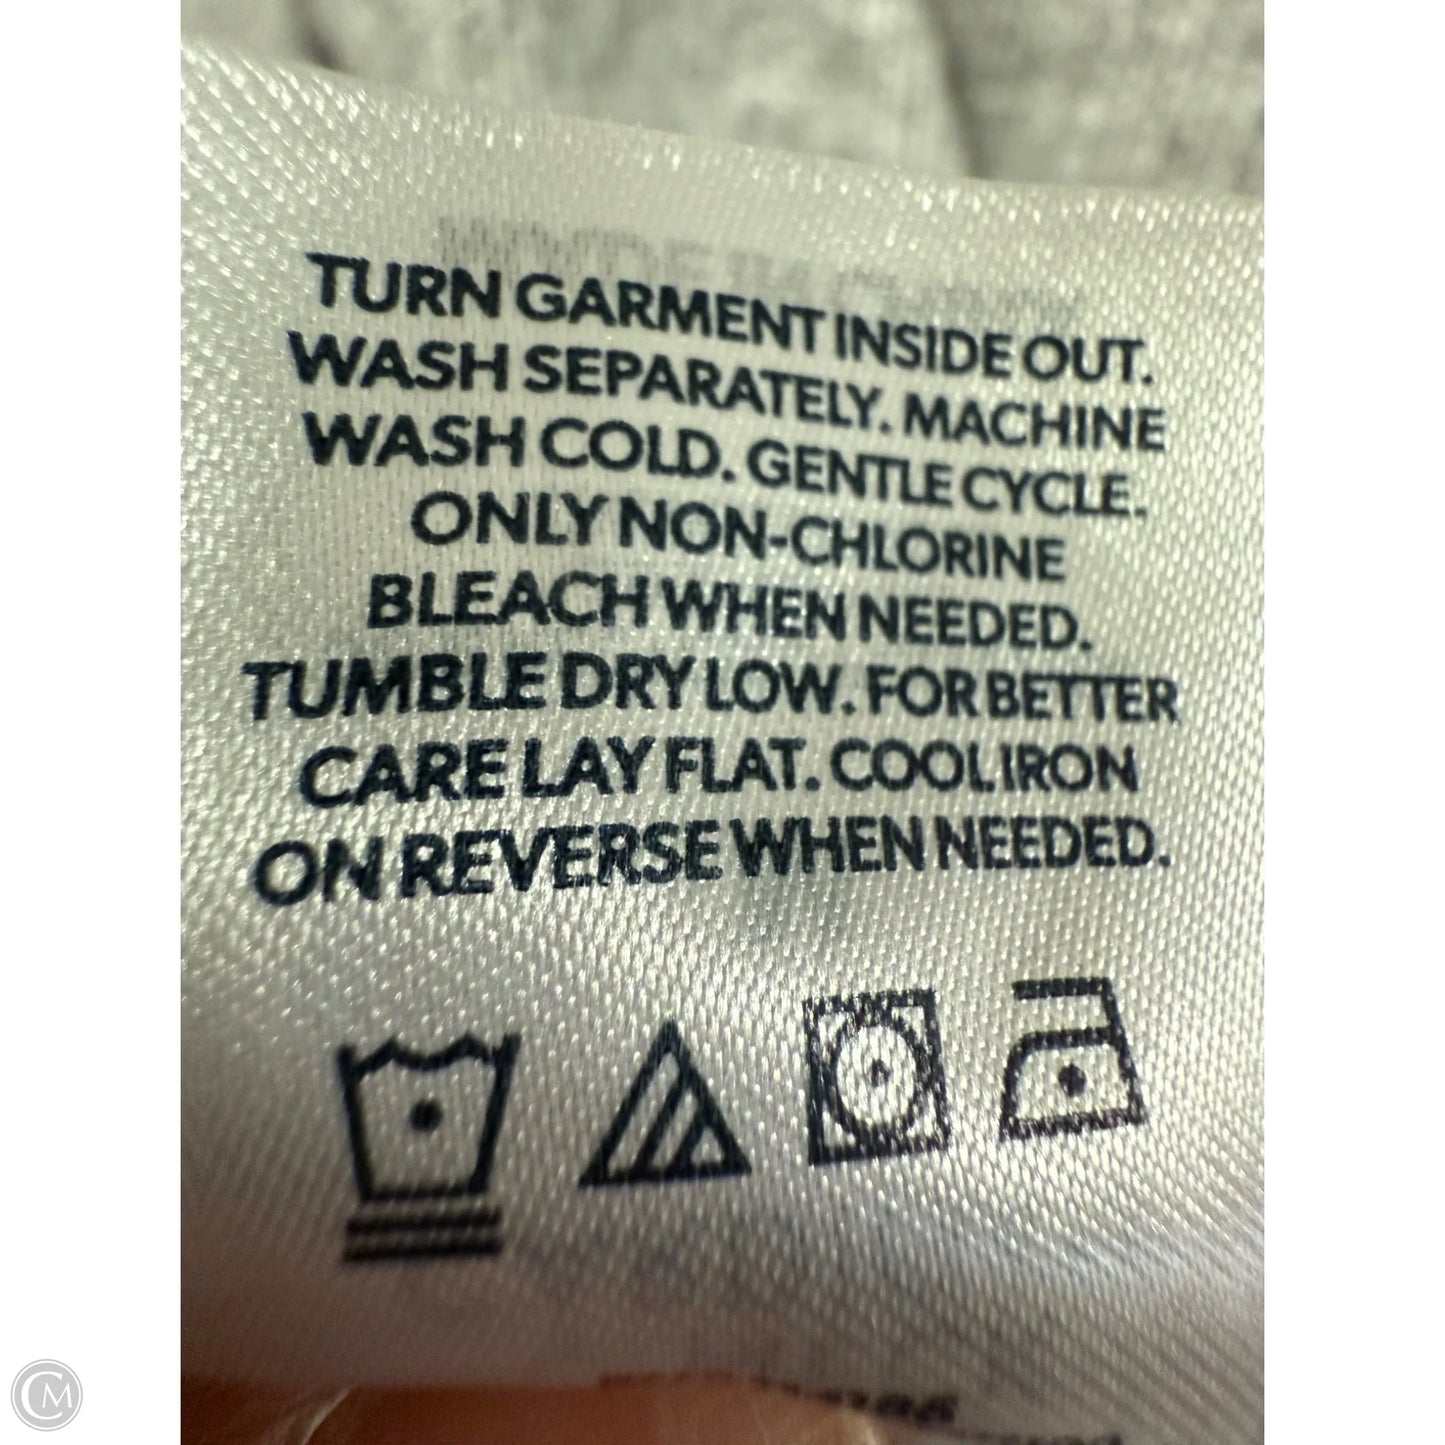 TURN GARMENT INSIDE OUT.
WASH SEPARATELY. MACHINE
WASH COLD. GENTLE CYCLE.
ONLY NON-CHLORINE
BLEACH WHEN NEEDED.
TUMBLE DRY LOW. FOR BETTER
CARE LAY FLAT. COOL IRON
ON REVERSE WHEN NEEDED.
CM